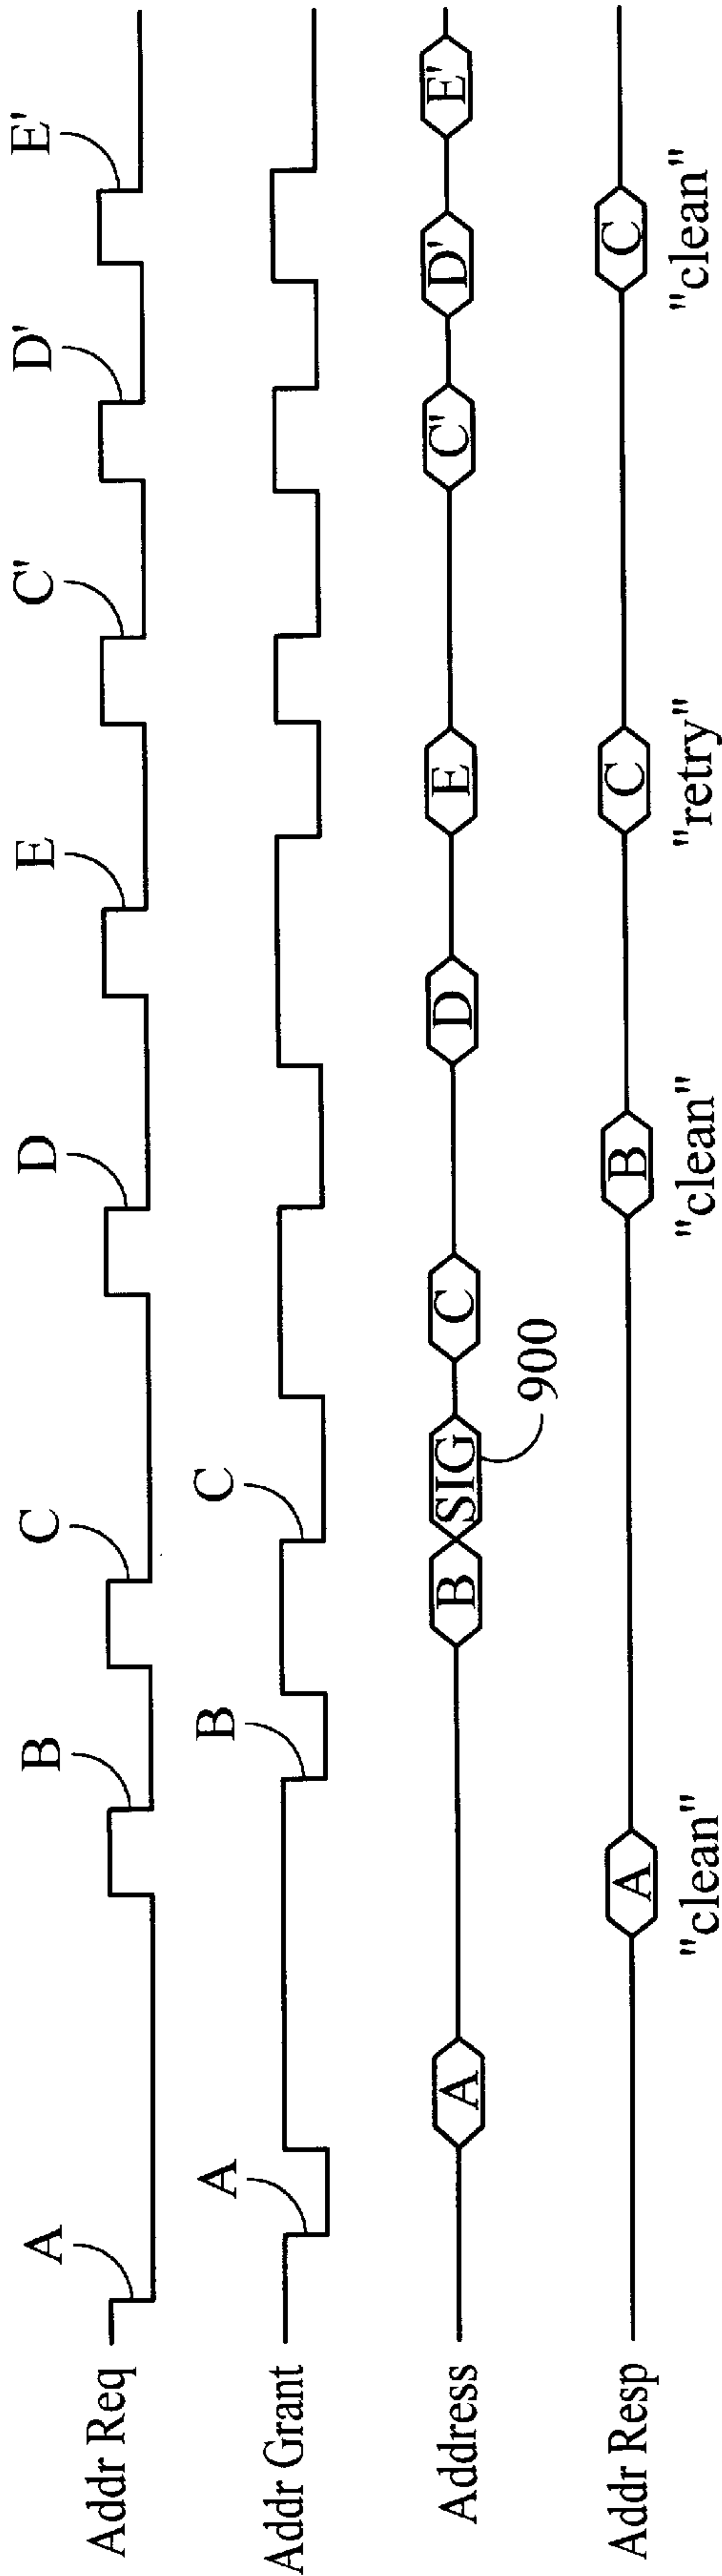 Addr Req
A
B
C
D
E
C'
D'
E'
Addr Grant
A
B
C
Address
A
B
SIG
C
D
E
C'
D'
E'
900
Addr Resp
A
B
C
C
"clean"
"clean"
"retry"
"clean"